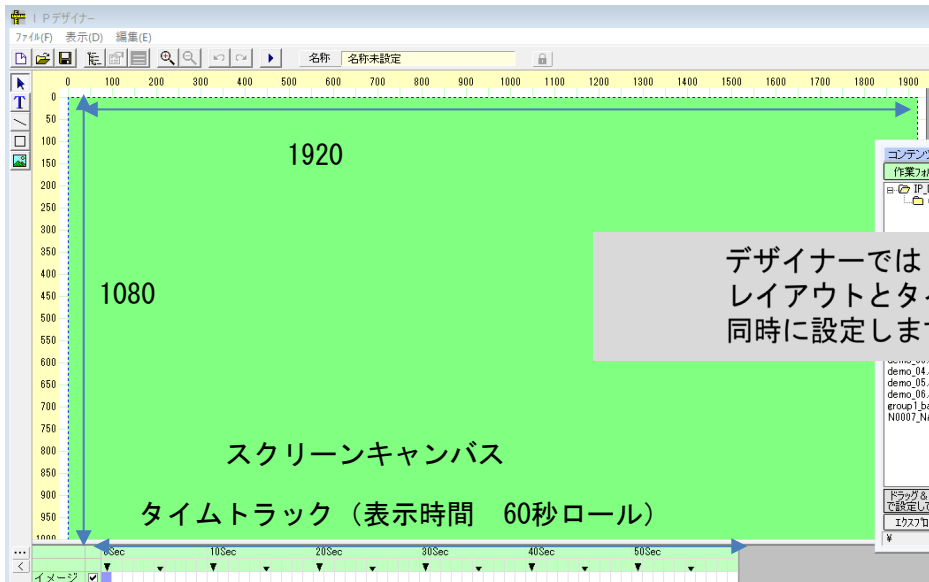 IPデザイナー
ファイル(F) 表示(D) 編集(E)
名称 名称未設定
0 100 200 300 400 500 600 700 800 900 1000 1100 1200 1300 1400 1500 1600 1700 1800 1900
0
50
100
150
200
250
300
350
400
450
500
550
600
650
700
750
800
850
900
950
1000
1920
1080
コンテンツ
作業フォル
デザイナーでは
レイアウトとタイ
同時に設定します
demo_04.
demo_05.
demo_06.
group1_ba
N0007_NA
スクリーンキャンバス
タイムトラック（表示時間　60秒ロール）
ドラッグ&
で設定して
エクスプロ
¥
0Sec 10Sec 20Sec 30Sec 40Sec 50Sec
イメージ